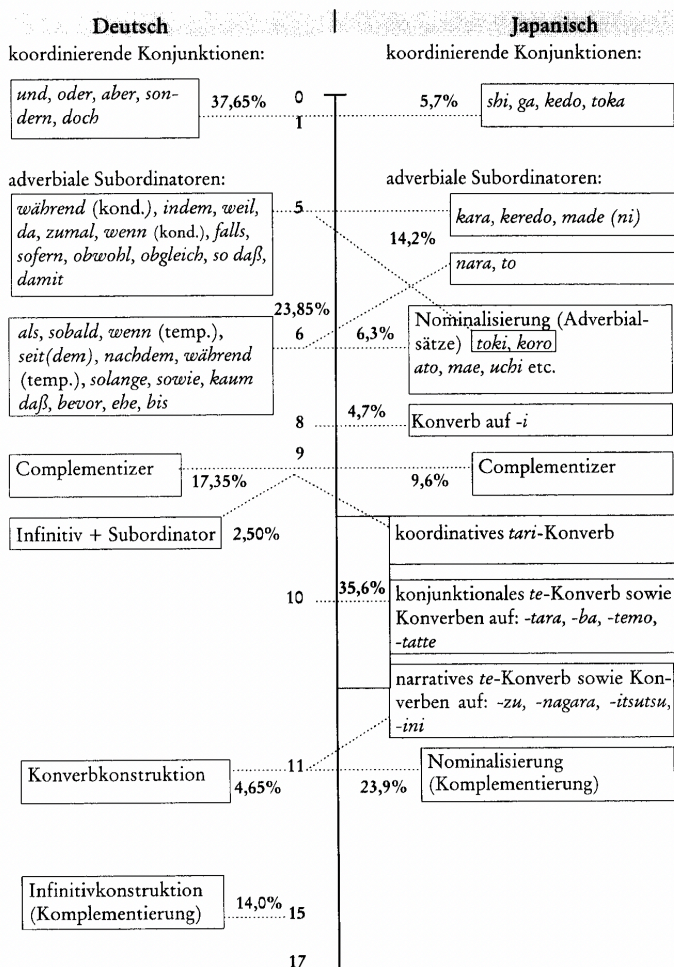 Deutsch
koordinierende Konjunktionen:
und, oder, aber, son-
dern, doch
37,65%
adverbiale Subordinatoren:
während (kond.), indem, weil,
da, zumal, wenn (kond.), falls,
sofern, obwohl, obgleich, so daß,
damit
23,85%
als, sobald, wenn (temp.),
seit(dem), nachdem, während
(temp.), solange, sowie, kaum
daß, bevor, ehe, bis
Complementizer
17,35%
Infinitiv + Subordinator
2,50%
Konverbkonstruktion
4,65%
Infinitivkonstruktion
(Komplementierung)
14,0%
0
1
5
6
8
9
10
11
15
17
Japanisch
koordinierende Konjunktionen:
5,7%
shi, ga, kedo, toka
adverbiale Subordinatoren:
kara, keredo, made (ni)
14,2%
nara, to
6,3%
Nominalisierung (Adverbial-
sätze) toki, koro
ato, mae, uchi etc.
4,7%
Konverb auf -i
Complementizer
9,6%
koordinatives tari-Konverb
35,6%
konjunktionales te-Konverb sowie
Konverben auf: -tara, -ba, -temo,
-tatte
narratives te-Konverb sowie Kon-
verben auf: -zu, -nagara, -itsutsu,
-ini
Nominalisierung
(Komplementierung)
23,9%